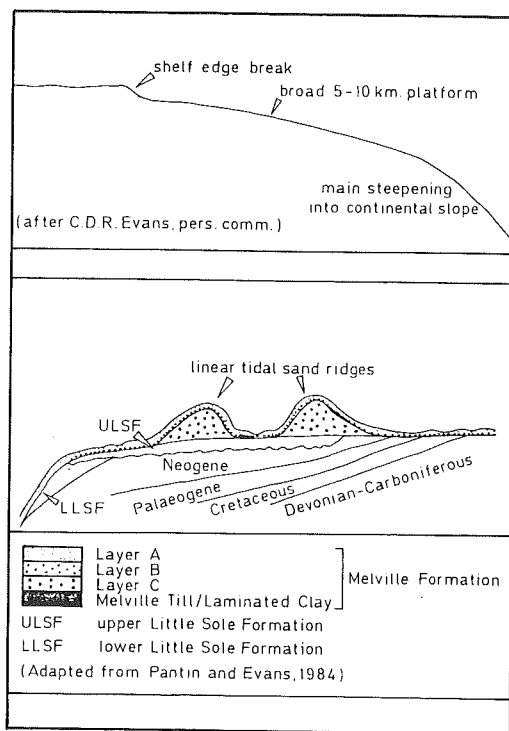 shelf edge break
broad 5-10 km. platform
main steepening
into continental slope
(after C.D.R. Evans, pers. comm.)
linear tidal sand ridges
ULSF
Neogene
Palaeogene
Cretaceous
Devonian-Carboniferous
LLSF
Layer A
Layer B
Layer C
Melville Till/Laminated Clay
Melville Formation
ULSF upper Little Sole Formation
LLSF lower Little Sole Formation
(Adapted from Pantin and Evans, 1984)